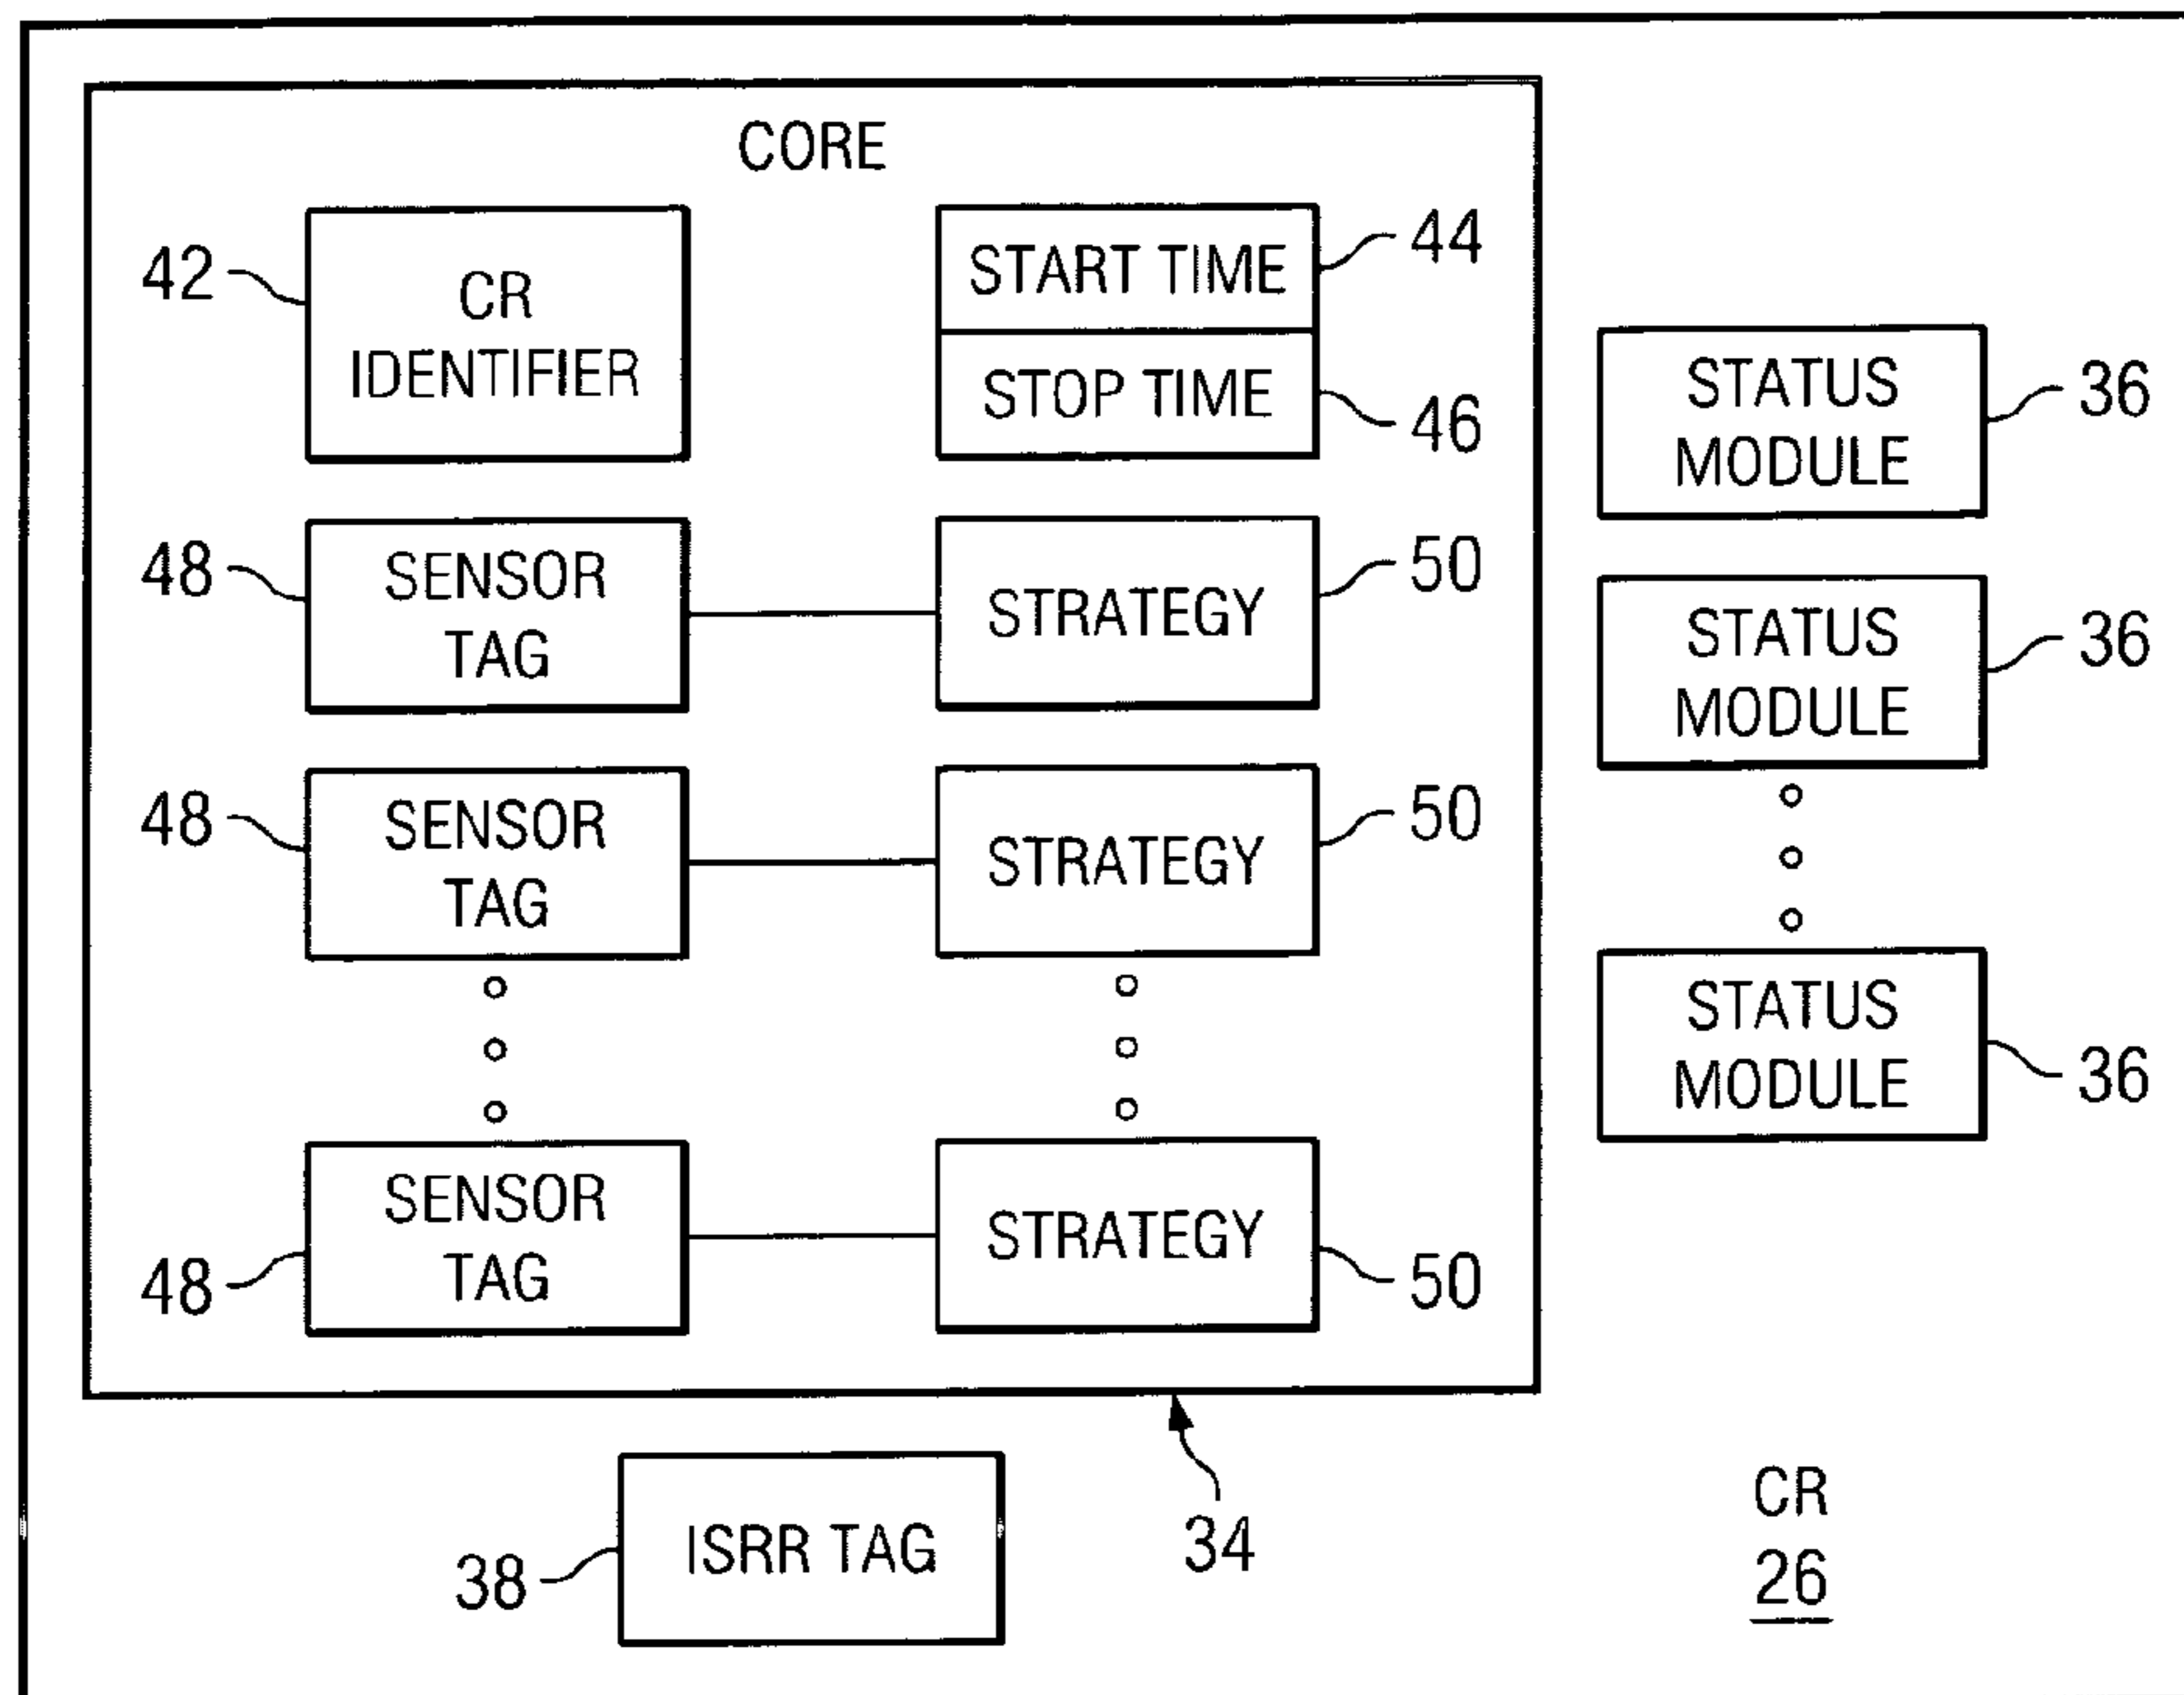 CORE
42
CR
IDENTIFIER
START TIME
44
STOP TIME
46
STATUS
MODULE
36
48
SENSOR
TAG
STRATEGY
50
STATUS
MODULE
36
48
SENSOR
TAG
STRATEGY
50
STATUS
MODULE
36
48
SENSOR
TAG
STRATEGY
50
38
ISRR TAG
34
CR
26